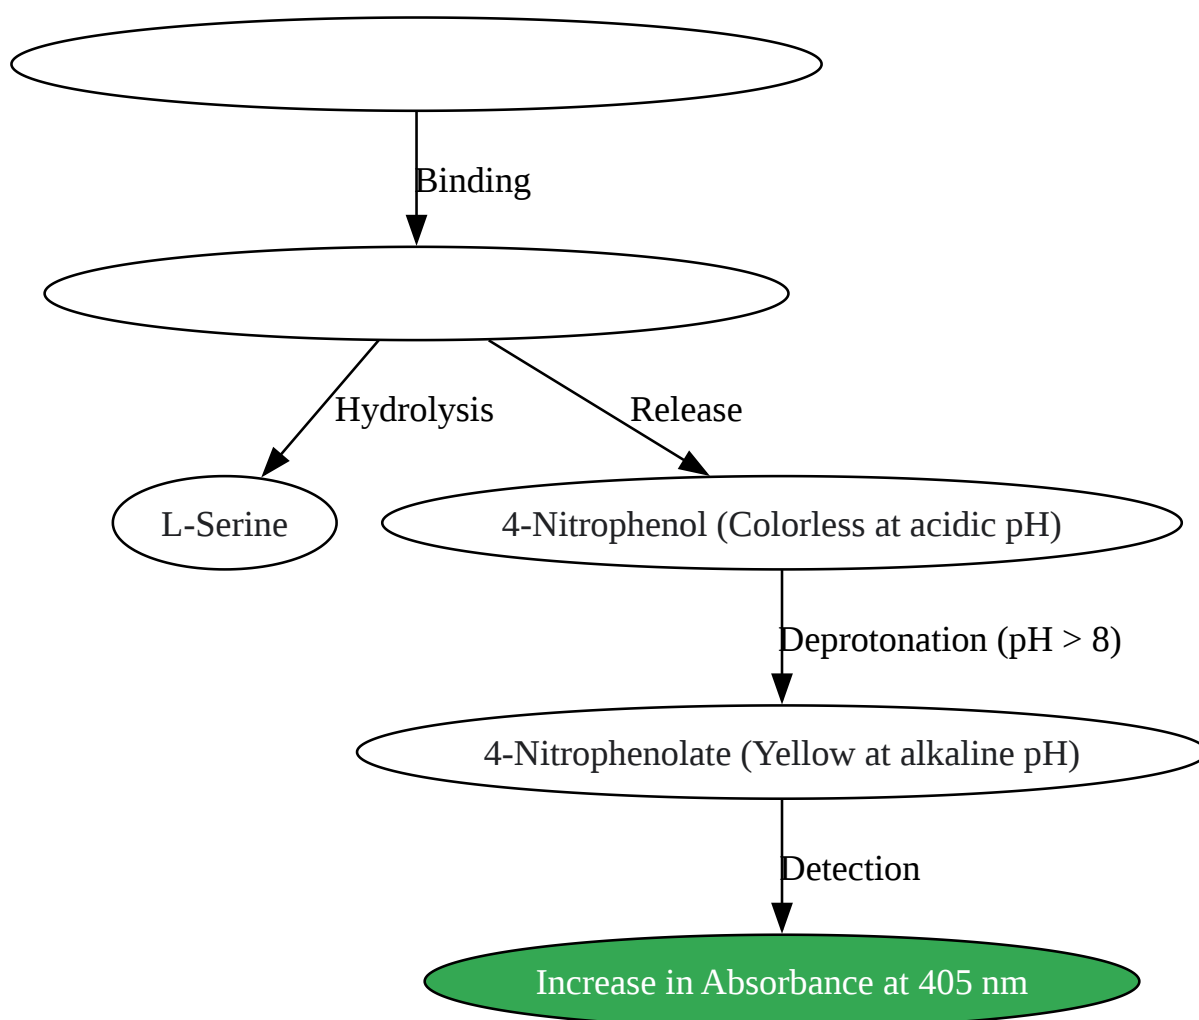 Binding
Hydrolysis
Release
L-Serine
4-Nitrophenol (Colorless at acidic pH)
Deprotonation (pH > 8)
4-Nitrophenolate (Yellow at alkaline pH)
Detection
Increase in Absorbance at 405 nm